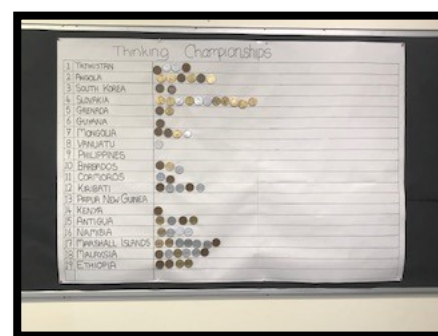 Thinking Championships
1 TAJIKISTAN
2 ANGOLA
3 SOUTH KOREA
4 SLOVAKIA
5 GRENADA
6 GUYANA
7 MONGOLIA
8 VANUATU
9 PHILIPPINES
10 BARBADOS
11 COMOROS
12 KIRIBATI
13 PAPUA NEW GUINEA
14 KENYA
15 ANTIGUA
16 NAMIBIA
17 MARSHALL ISLANDS
18 MALAYSIA
19 ETHIOPIA